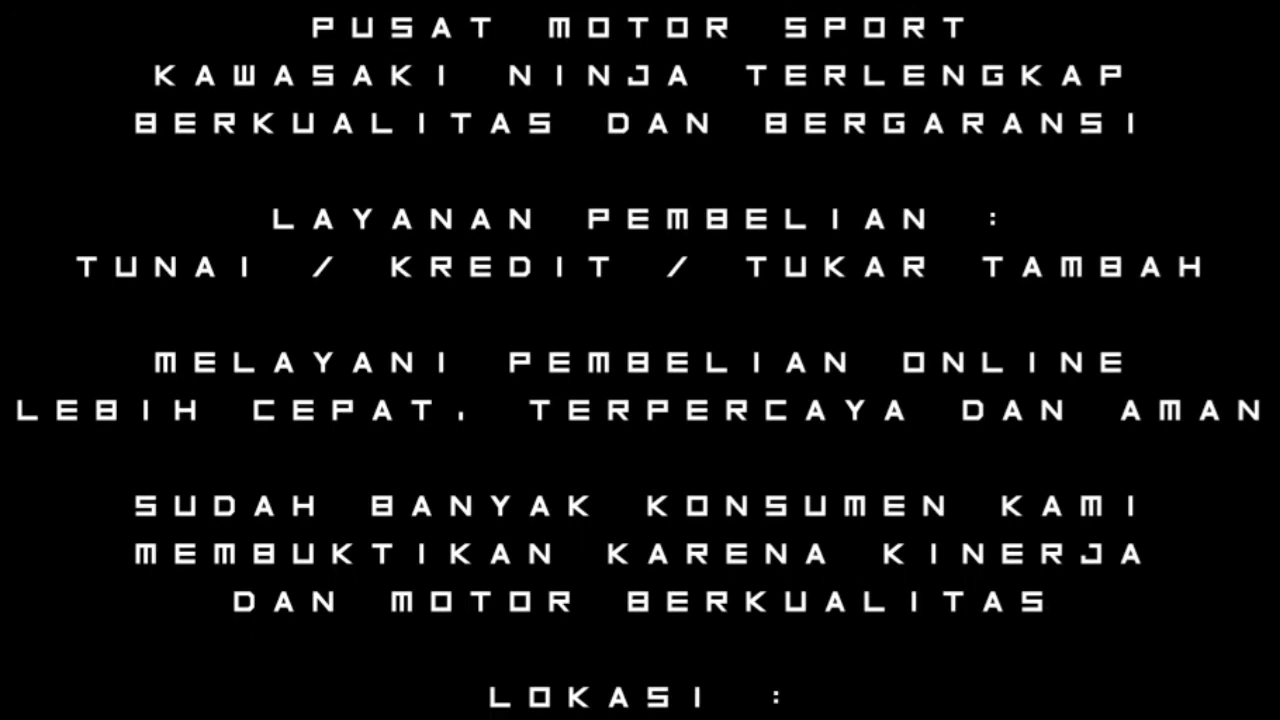 PUSAT MOTOR SPORT
KAWASAKI NINJA TERLENGKAP
BERKUALITAS DAN BERGARANSI
LAYANAN PEMBELIAN :
TUNAI / KREDIT / TUKAR TAMBAH
MELAYANI PEMBELIAN ONLINE
LEBIH CEPAT, TERPERCAYA DAN AMAN
SUDAH BANYAK KONSUMEN KAMI
MEMBUKTIKAN KARENA KINERJA
DAN MOTOR BERKUALITAS
LOKASI :